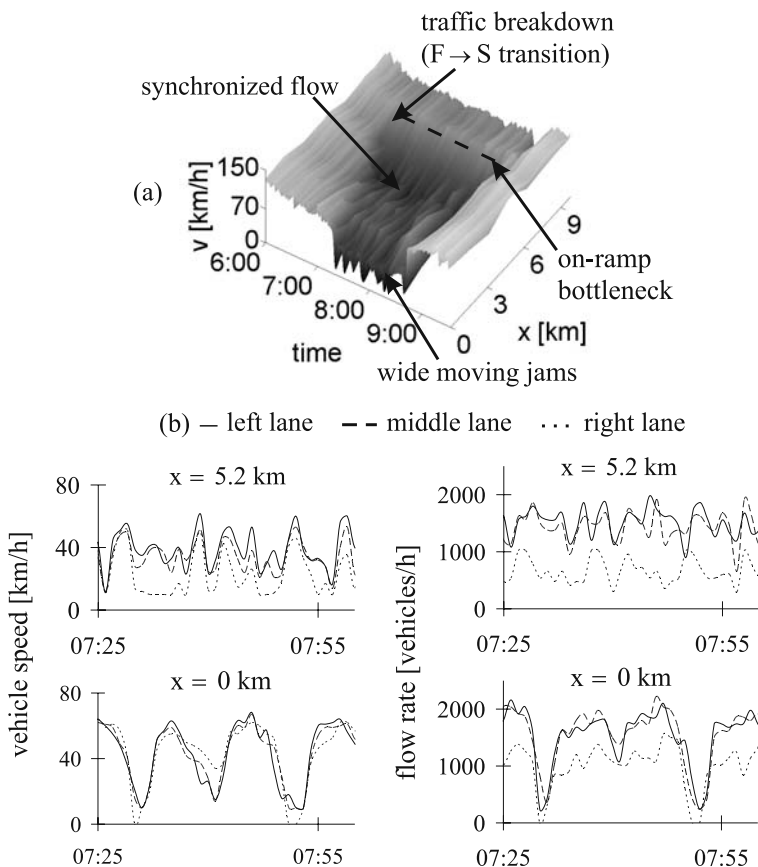 traffic breakdown
(F → S transition)
synchronized flow
(a)
v [km/h]
150
70
0
6:00
7:00
8:00
9:00
time
0
3
6
9
x [km]
on-ramp
bottleneck
wide moving jams
(b) — left lane – – middle lane · · · right lane
vehicle speed [km/h]
x = 5.2 km
80
40
0
07:25 07:55
x = 0 km
80
40
0
07:25 07:55
flow rate [vehicles/h]
x = 5.2 km
2000
1000
0
07:25 07:55
x = 0 km
2000
1000
0
07:25 07:55